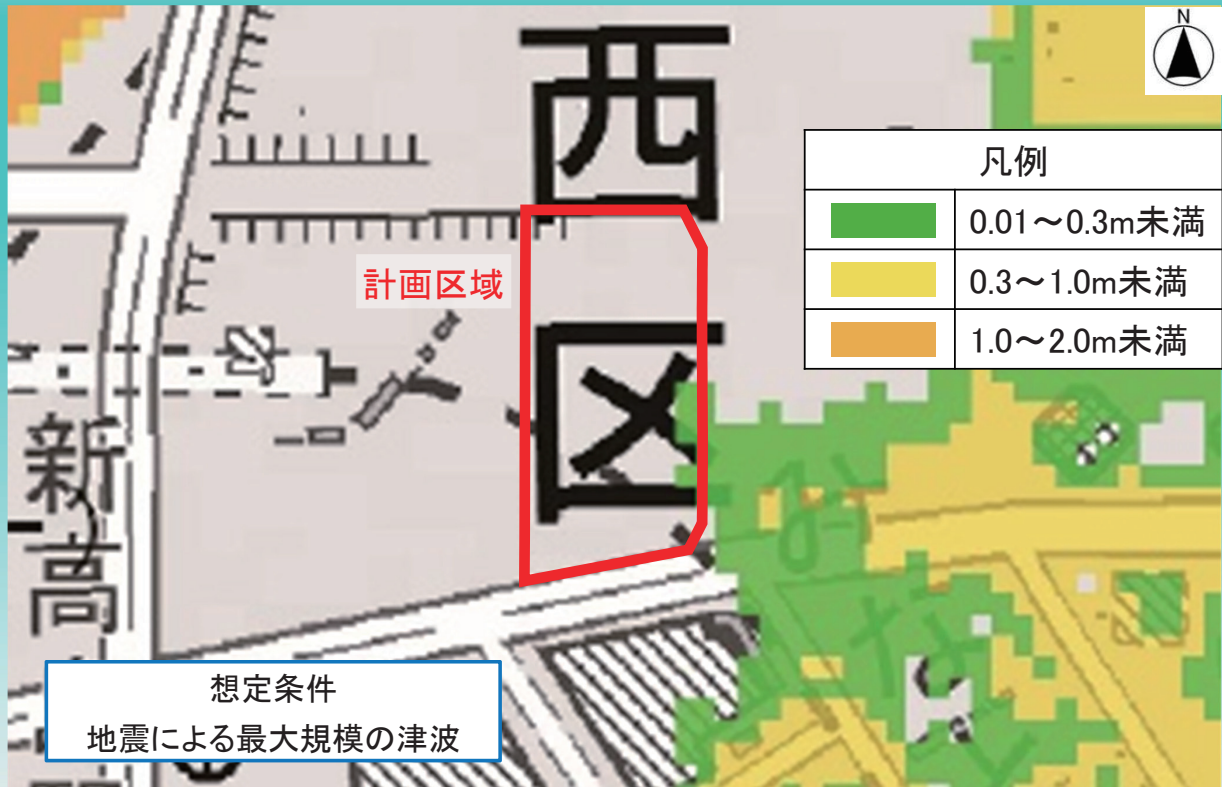 N
西
凡例
0.01～0.3m未満
計画区域
0.3～1.0m未満
1.0～2.0m未満
区
新
高
みな
想定条件
地震による最大規模の津波